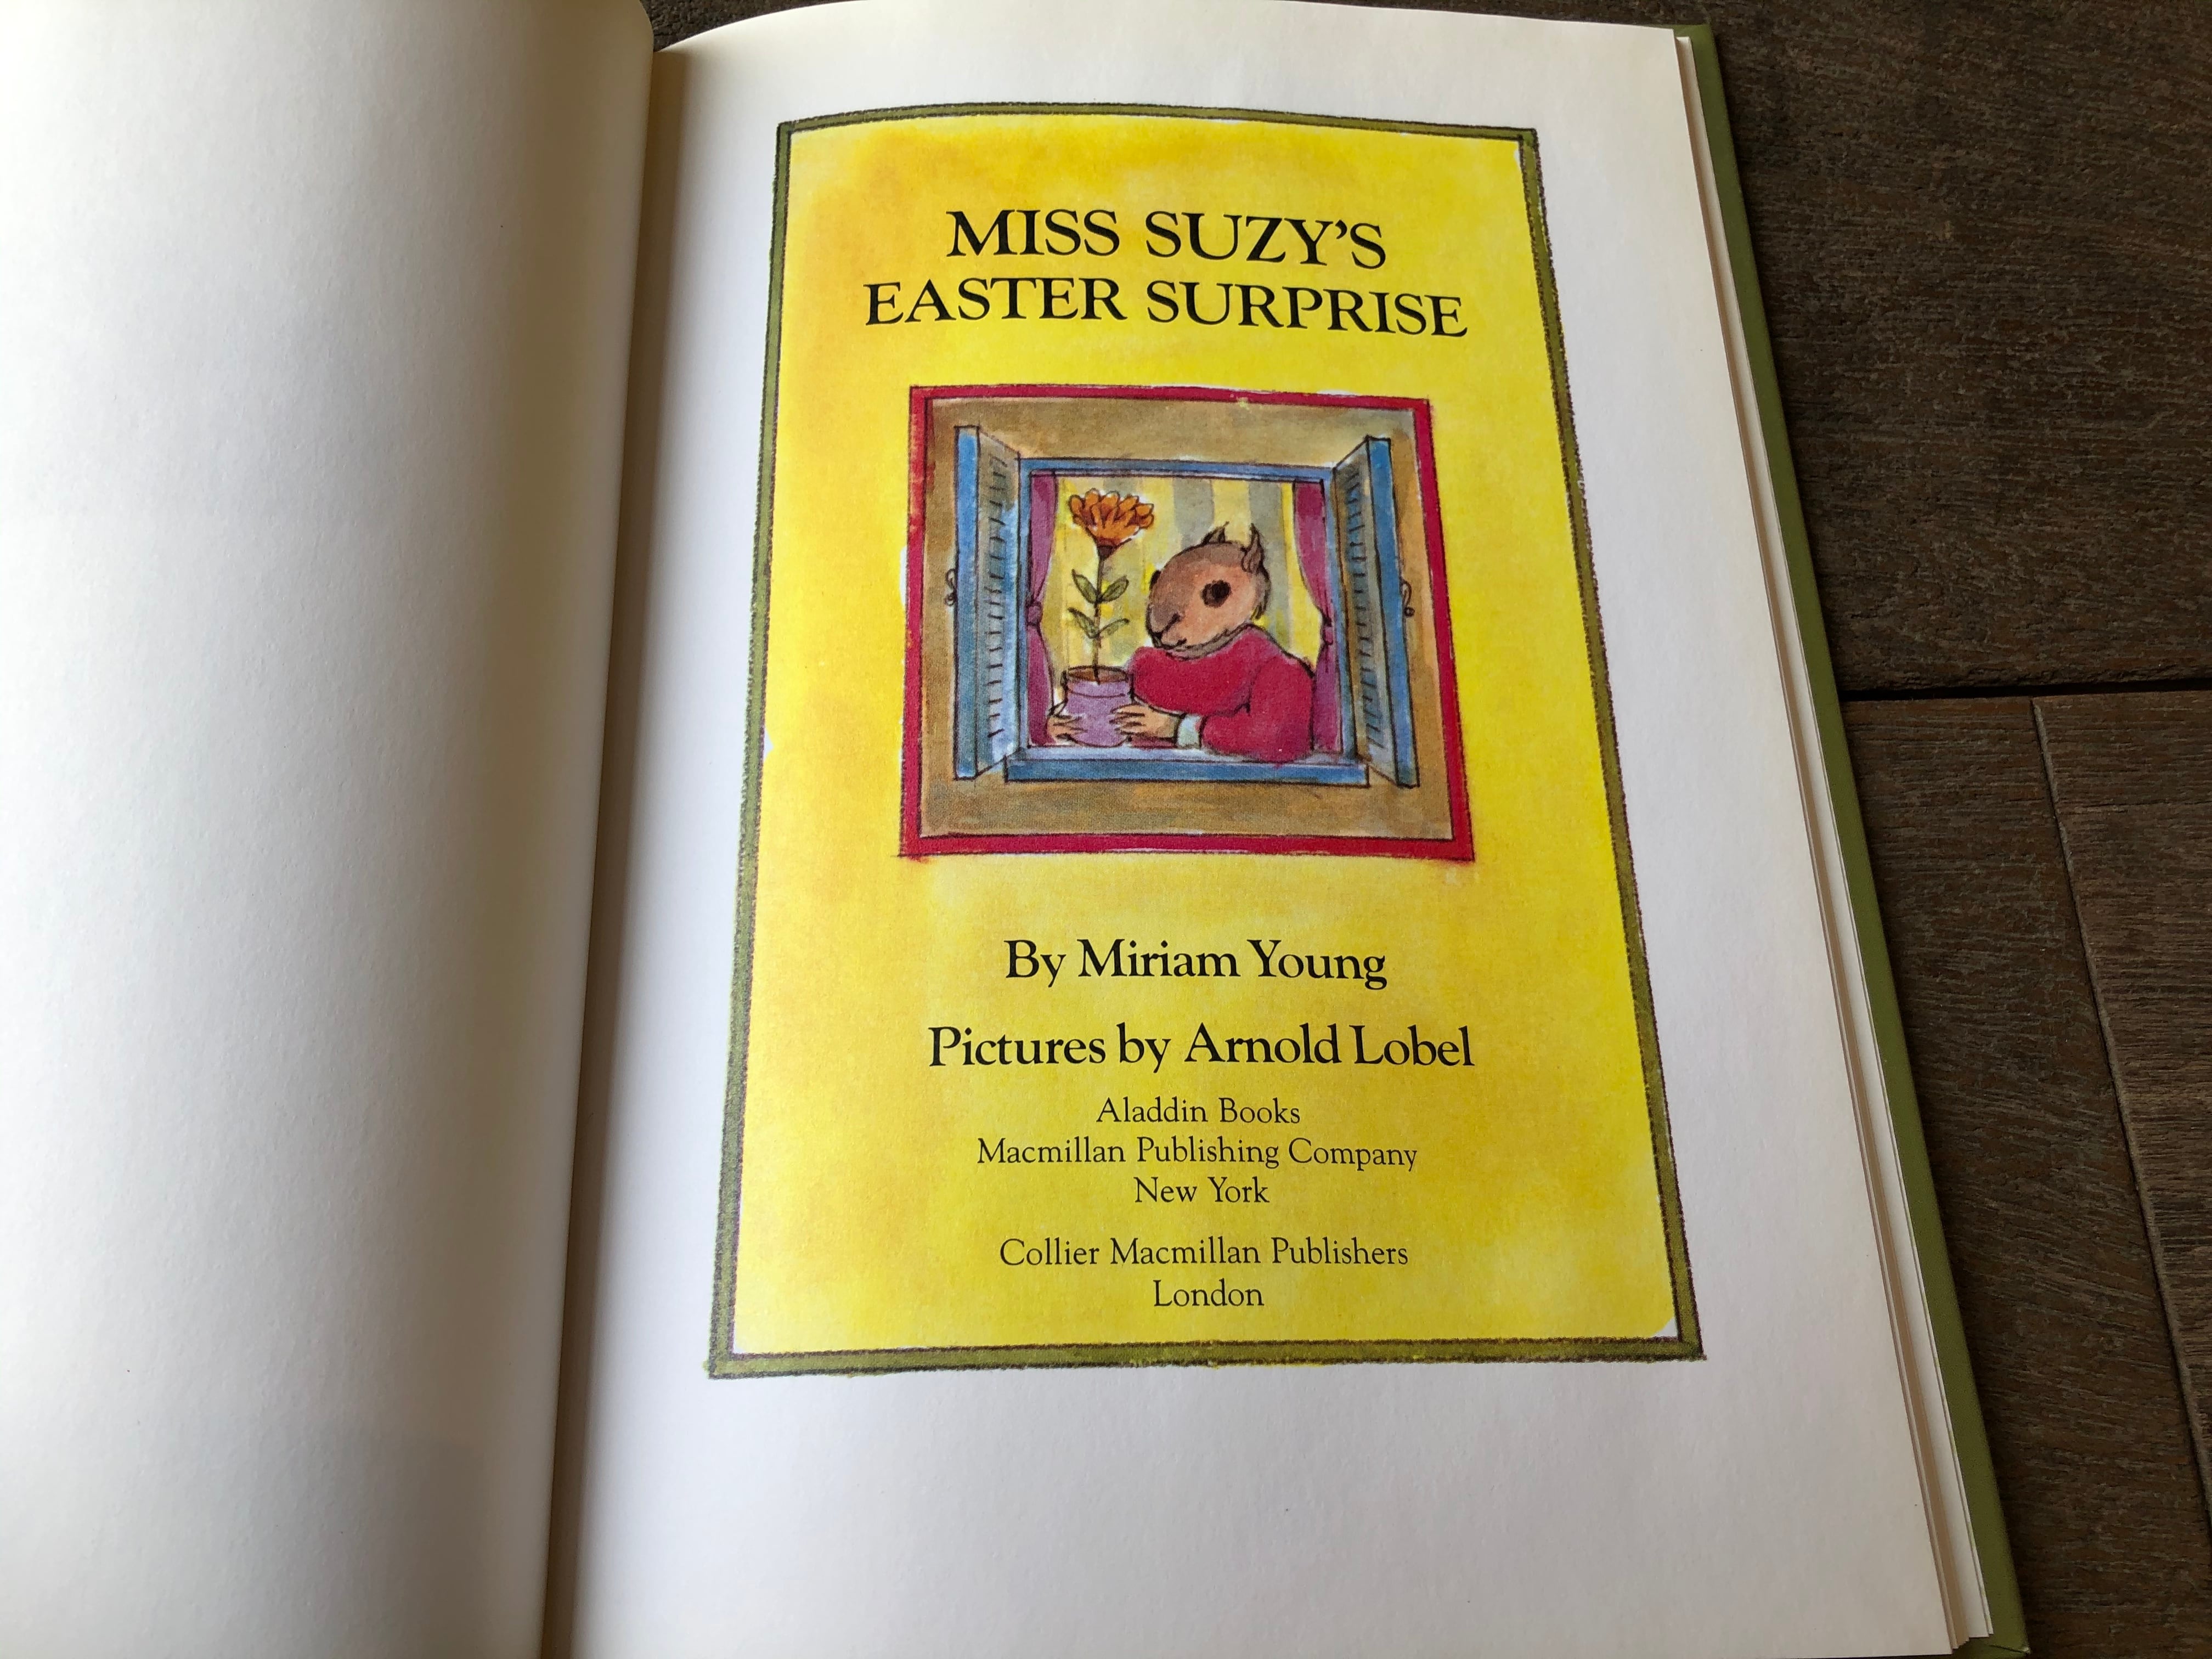 MISS SUZY'S
EASTER SURPRISE
By Miriam Young
Pictures by Arnold Lobel
Aladdin Books
Macmillan Publishing Company
New York
Collier Macmillan Publishers
London